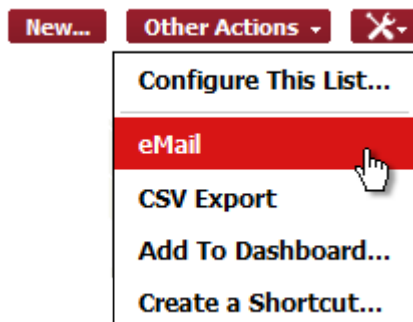 New... Other Actions
Configure This List...
eMail
CSV Export
Add To Dashboard...
Create a Shortcut...